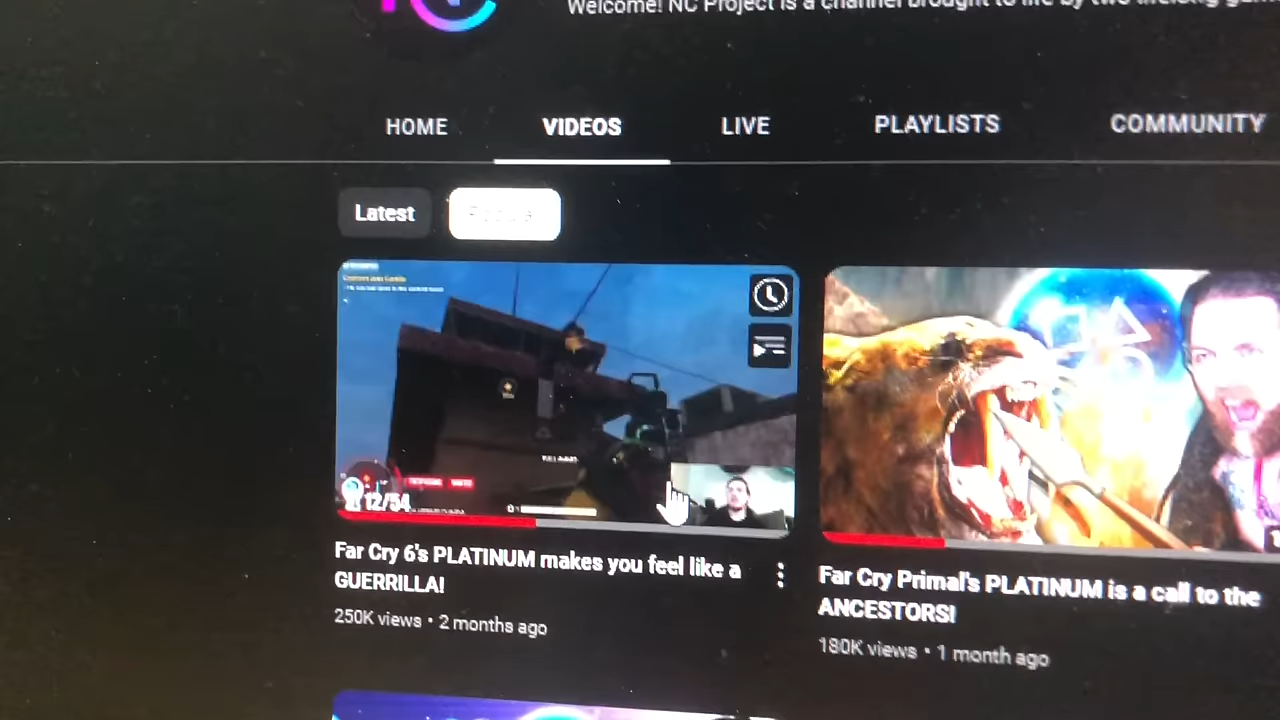 Welcome! NC Project is a channel brought to life by two lifelong
HOME VIDEOS LIVE PLAYLISTS COMMUNITY
Latest
12/54
Far Cry 6's PLATINUM makes you feel like a
GUERRILLA!
250K views • 2 months ago
Far Cry Primal's PLATINUM is a call to the
ANCESTORS!
180K views • 1 month ago